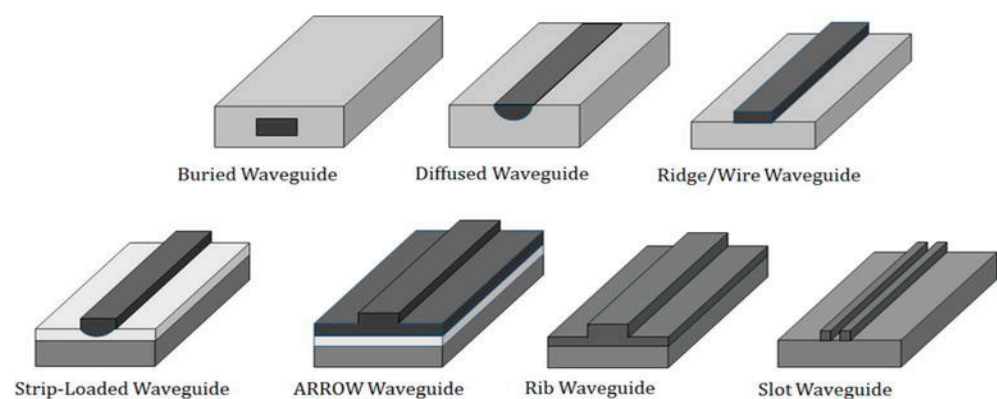 Buried Waveguide
Diffused Waveguide
Ridge/Wire Waveguide
Strip-Loaded Waveguide
ARROW Waveguide
Rib Waveguide
Slot Waveguide